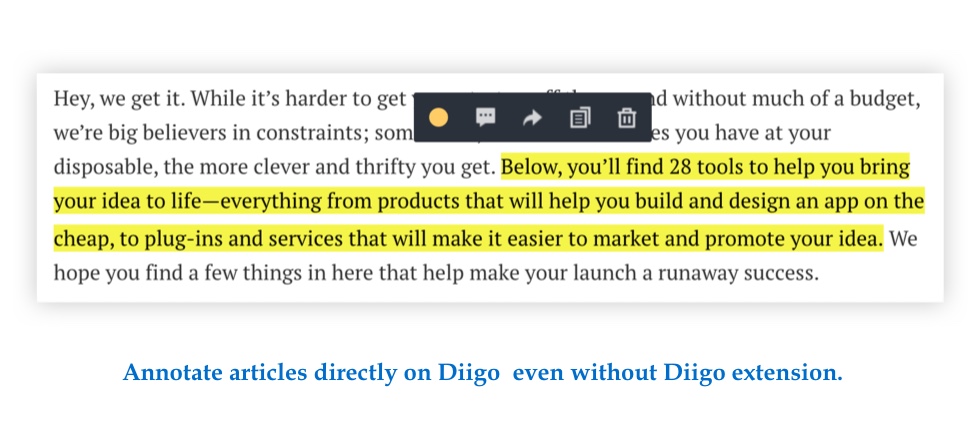 Hey, we get it. While it’s harder to get without much of a budget,
we’re big believers in constraints; som es you have at your
disposable, the more clever and thrifty you get. Below, you’ll find 28 tools to help you bring
your idea to life—everything from products that will help you build and design an app on the
cheap, to plug-ins and services that will make it easier to market and promote your idea. We
hope you find a few things in here that help make your launch a runaway success.
Annotate articles directly on Diigo even without Diigo extension.